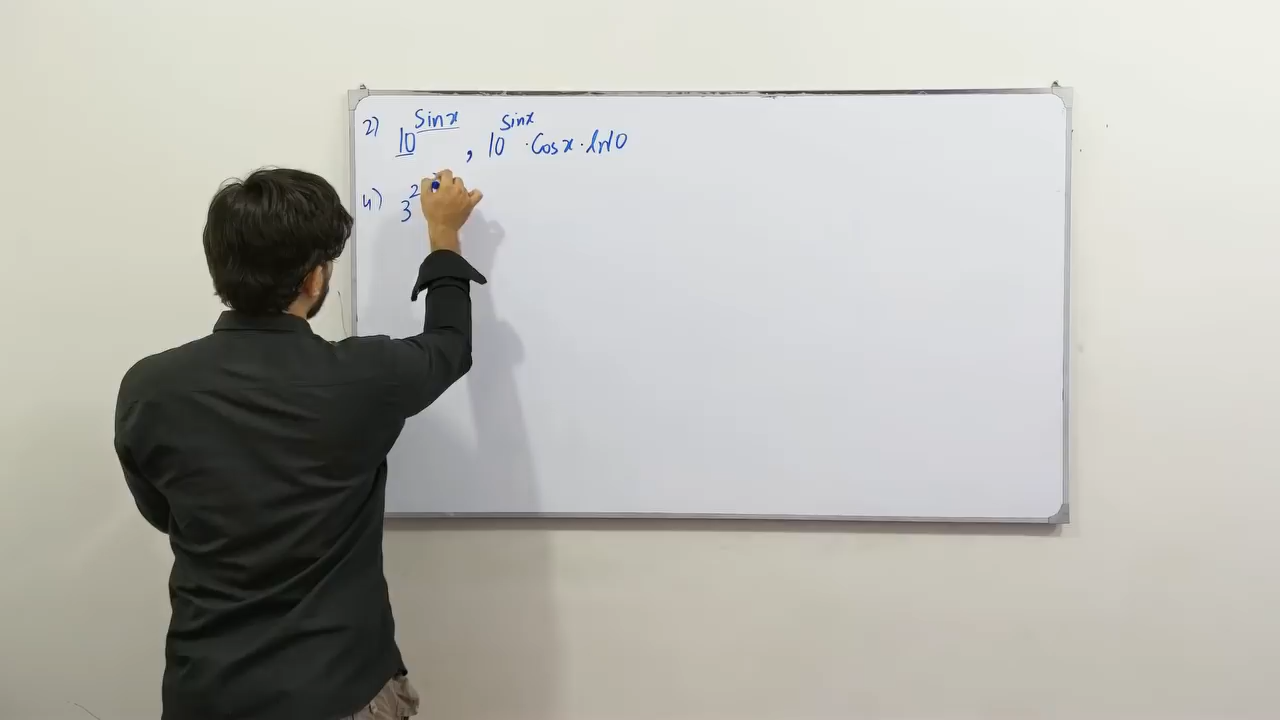 2) 10^sinx , 10^sinx · Cosx · ln10
4) 3^2